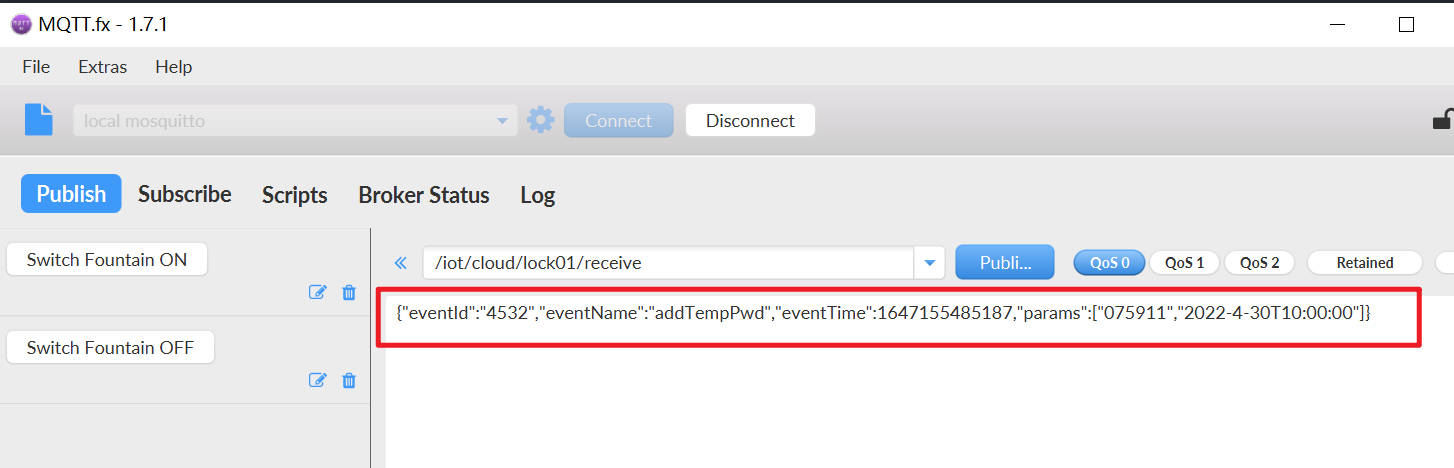 MQTT.fx - 1.7.1
File Extras Help
local mosquitto Connect Disconnect
Publish Subscribe Scripts Broker Status Log
Switch Fountain ON
/iot/cloud/lock01/receive Publi... QoS 0 QoS 1 QoS 2 Retained
{"eventId":"4532","eventName":"addTempPwd","eventTime":1647155485187,"params":["075911","2022-4-30T10:00:00"]}
Switch Fountain OFF